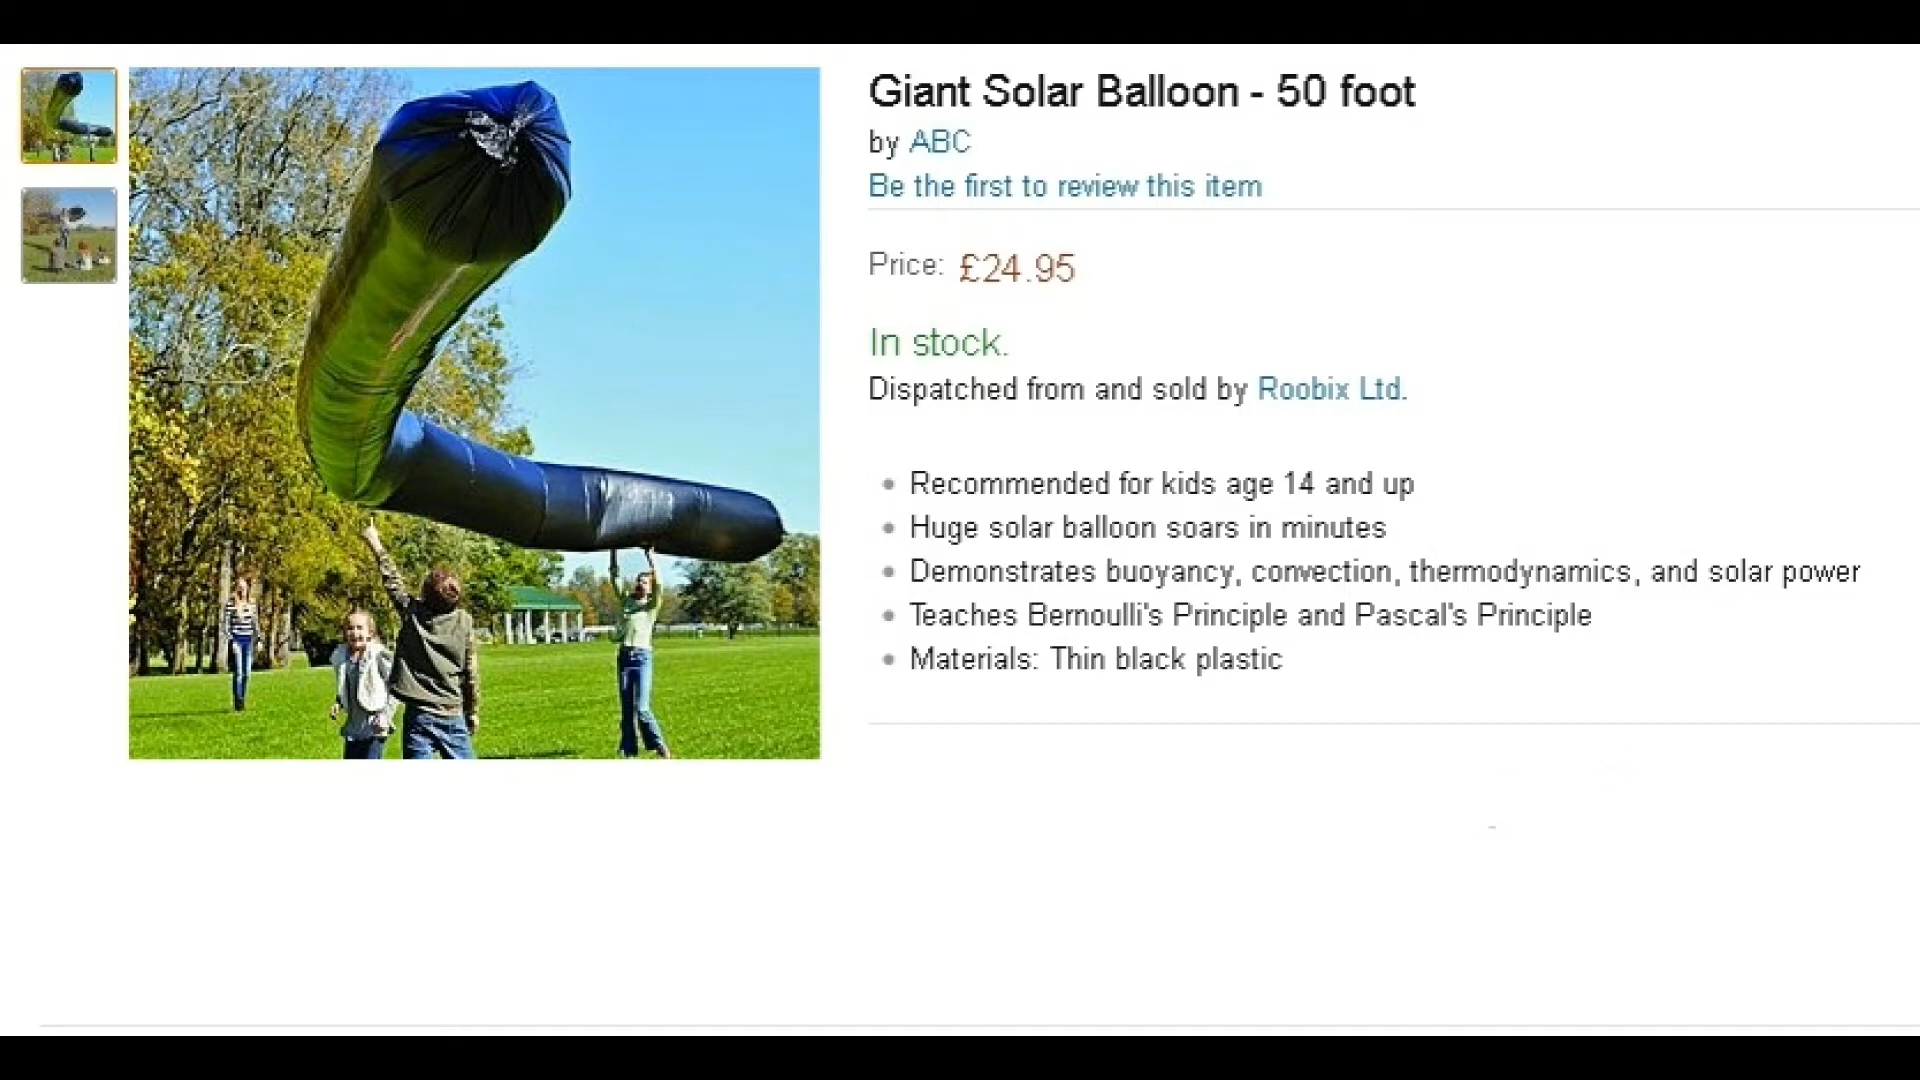 Giant Solar Balloon - 50 foot
by ABC
Be the first to review this item
Price: £24.95
In stock.
Dispatched from and sold by Roobix Ltd.
Recommended for kids age 14 and up
Huge solar balloon soars in minutes
Demonstrates buoyancy, convection, thermodynamics, and solar power
Teaches Bernoulli's Principle and Pascal's Principle
Materials: Thin black plastic